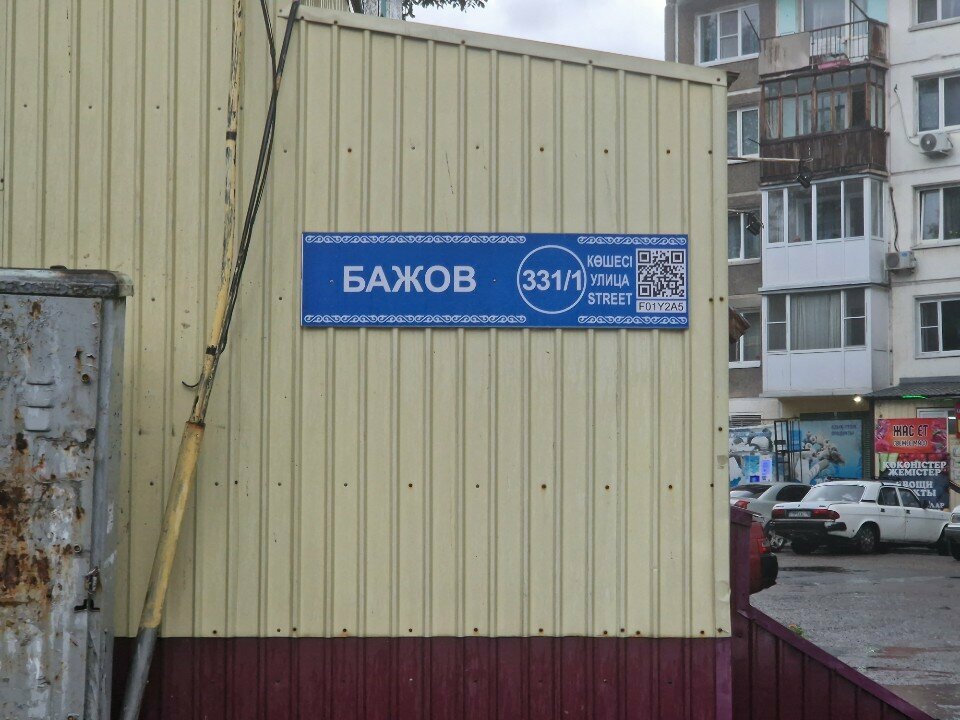 БАЖОВ
331/1
КӨШЕСІ
УЛИЦА
STREET
F01Y2A5
ЖАС ЕТ
КӨКӨНІСТЕР
ЖЕМІСТЕР